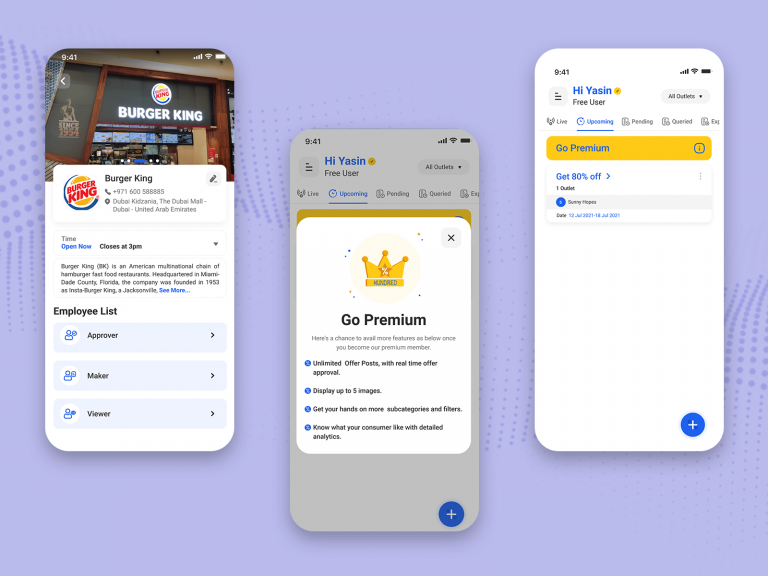 9:41
SINCE
1954
BURGER KING
BURGER
KING
Burger King
+971 600 588885
Dubai Kidzania, The Dubai Mall -
Dubai - United Arab Emirates
Time
Open Now Closes at 3pm
Burger King (BK) is an American multinational chain of
hamburger fast food restaurants. Headquartered in Miami-
Dade County, Florida, the company was founded in 1953
as Insta-Burger King, a Jacksonville, See More...
Employee List
Approver
Maker
Viewer
9:41
Hi Yasin
Free User
All Outlets
Live Upcoming Pending Queried Exp
HUNDRED
Go Premium
Here's a chance to avail more features as below once
you become our premium member.
Unlimited Offer Posts, with real time offer
approval.
Display up to 5 images.
Get your hands on more subcategories and filters.
Know what your consumer like with detailed
analytics.
9:41
Hi Yasin
Free User
All Outlets
Live Upcoming Pending Queried Exp
Go Premium
Get 80% off
1 Outlet
S Sunny Hopes
Date 12 Jul 2021-18 Jul 2021